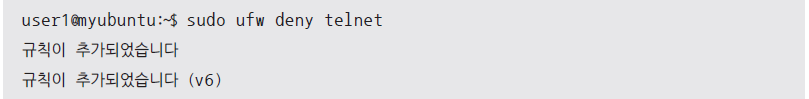 user1@myubuntu:~$ sudo ufw deny telnet
규칙이 추가되었습니다
규칙이 추가되었습니다 (v6)